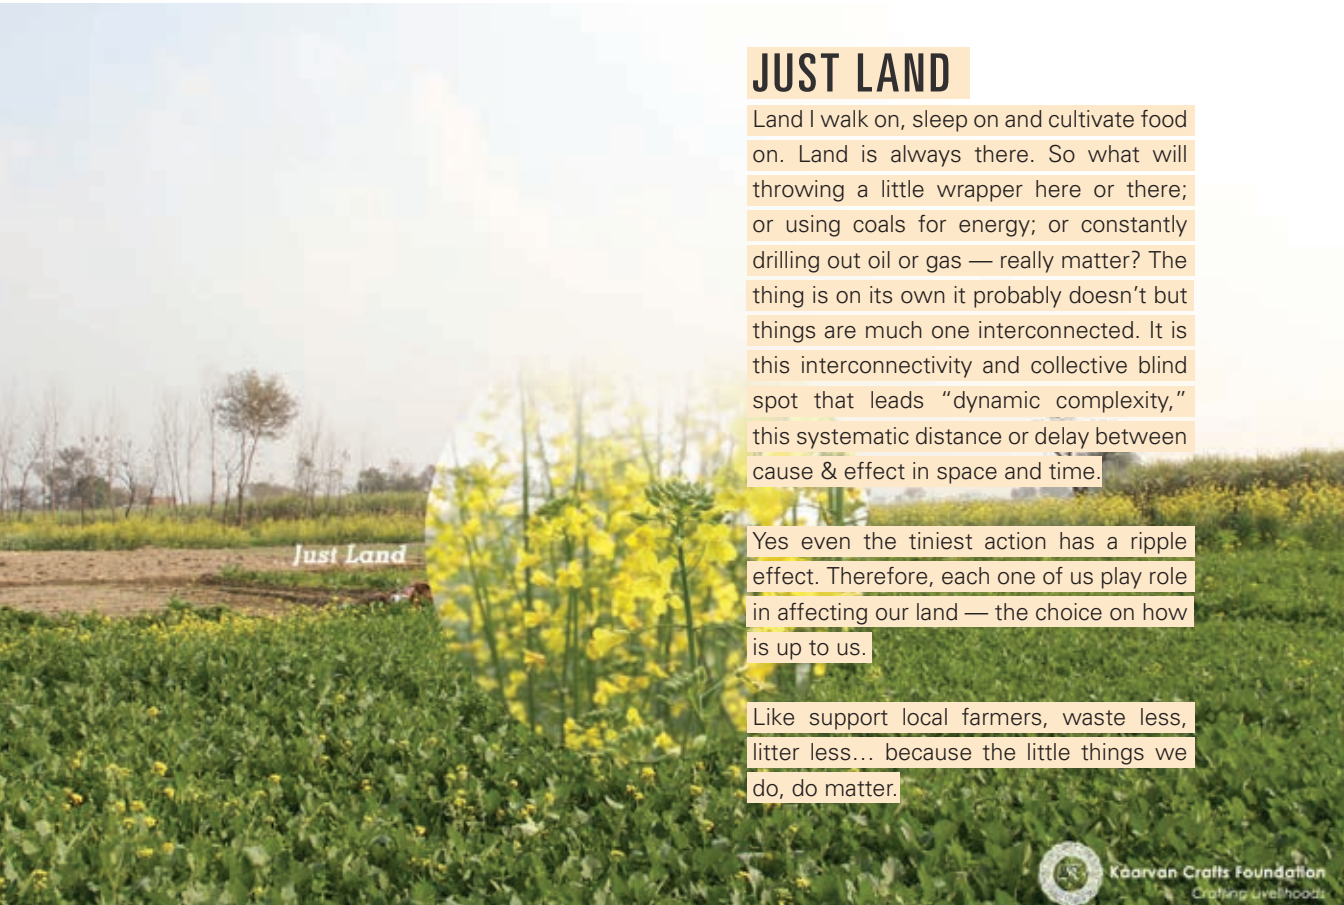 JUST LAND
Land I walk on, sleep on and cultivate food
on. Land is always there. So what will
throwing a little wrapper here or there;
or using coals for energy; or constantly
drilling out oil or gas — really matter? The
thing is on its own it probably doesn’t but
things are much one interconnected. It is
this interconnectivity and collective blind
spot that leads “dynamic complexity,”
this systematic distance or delay between
cause & effect in space and time.
Yes even the tiniest action has a ripple
effect. Therefore, each one of us play role
in affecting our land — the choice on how
is up to us.
Like support local farmers, waste less,
litter less… because the little things we
do, do matter.
Just Land
Kaarvan Crafts Foundation
Crafting Livelihoods